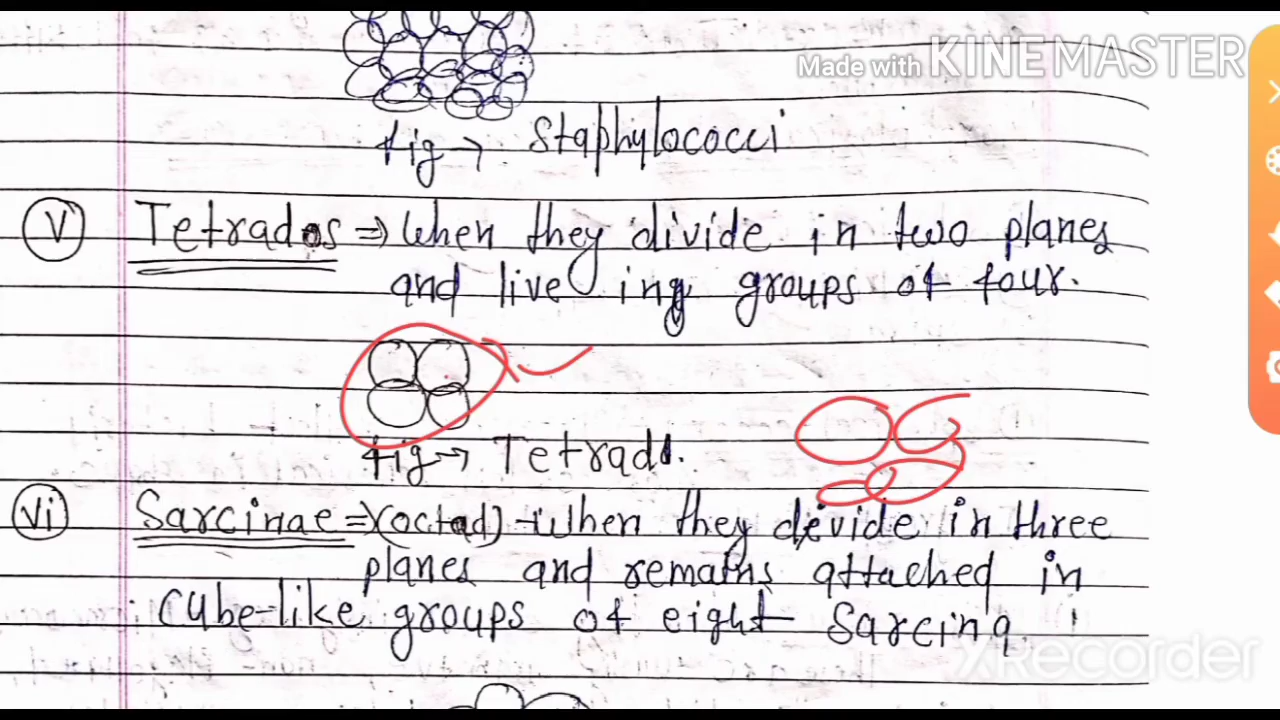 Made with KINEMASTER
fig → Staphylococci
(V) Tetrados ⇒ When they divide in two planes
and live ing groups of four.
fig → Tetrads.
(Vi) Sarcinae ⇒ (octad) - When they devide in three
planes and remains attached in
Cube-like groups of eight Sarcina
XRecorder